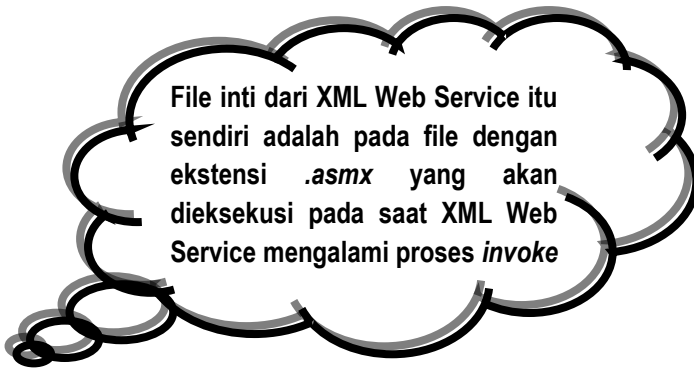 File inti dari XML Web Service itu
sendiri adalah pada file dengan
ekstensi .asmx yang akan
dieksekusi pada saat XML Web
Service mengalami proses invoke